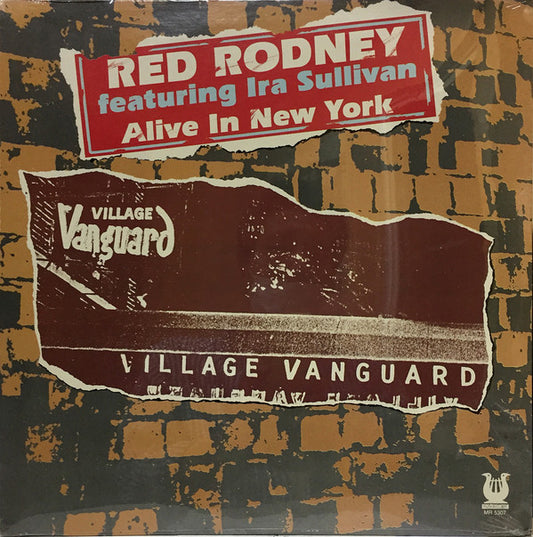 RED RODNEY
featuring Ira Sullivan
Alive In New York
VILLAGE
Vanguard
VILLAGE VANGUARD
MR 5307